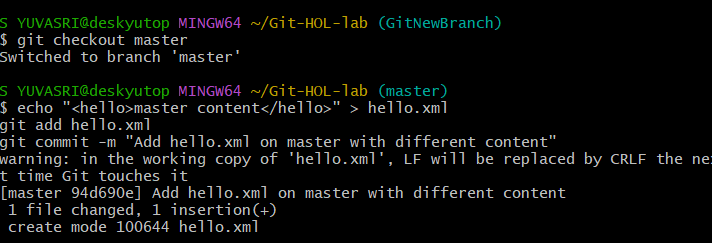 S YUVASRI@deskyutop MINGW64 ~/Git-HOL-lab (GitNewBranch)
$ git checkout master
Switched to branch 'master'
S YUVASRI@deskyutop MINGW64 ~/Git-HOL-lab (master)
$ echo "<hello>master content</hello>" > hello.xml
git add hello.xml
git commit -m "Add hello.xml on master with different content"
warning: in the working copy of 'hello.xml', LF will be replaced by CRLF the nex
t time Git touches it
[master 94d690e] Add hello.xml on master with different content
1 file changed, 1 insertion(+)
create mode 100644 hello.xml